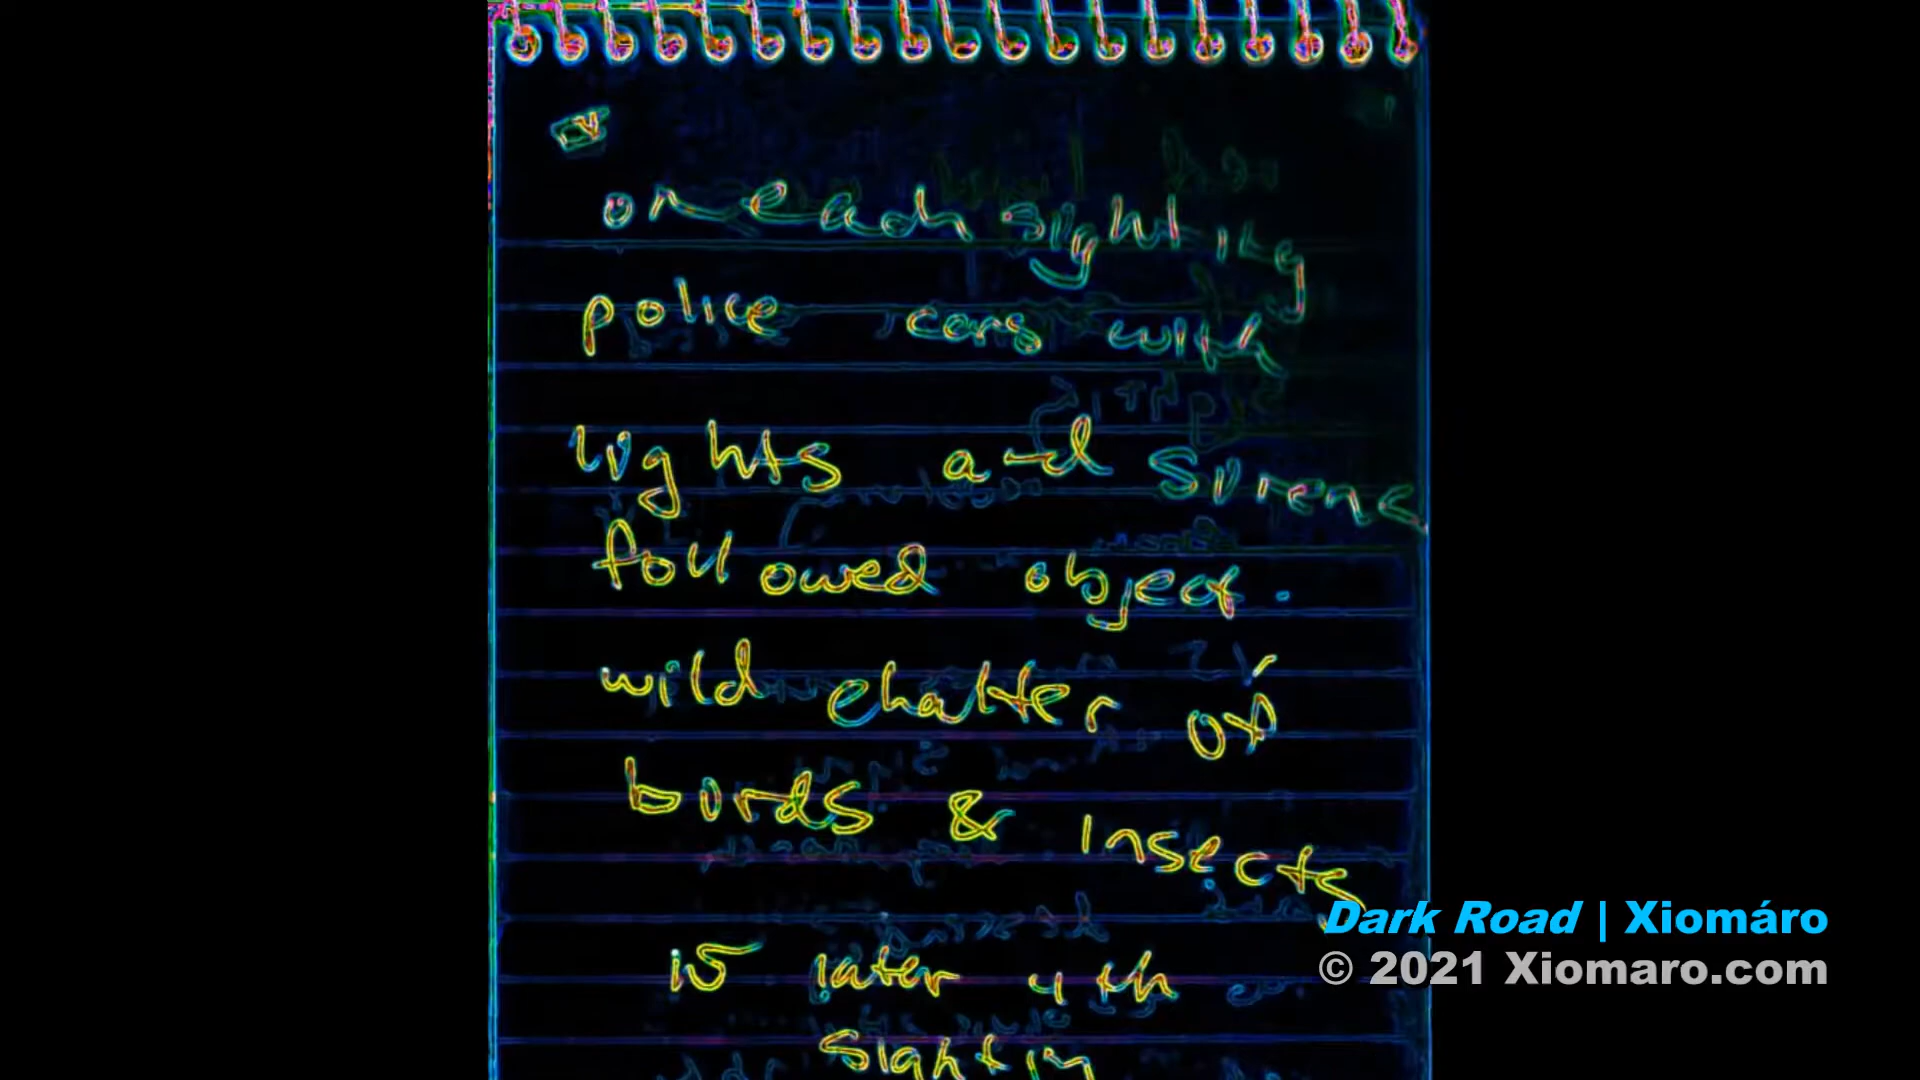 on each sighting
police cars with
lights and sirens
followed object.
wild chatter of
birds & insects
15 later 4th
sightin
Dark Road | Xiomáro
© 2021 Xiomaro.com